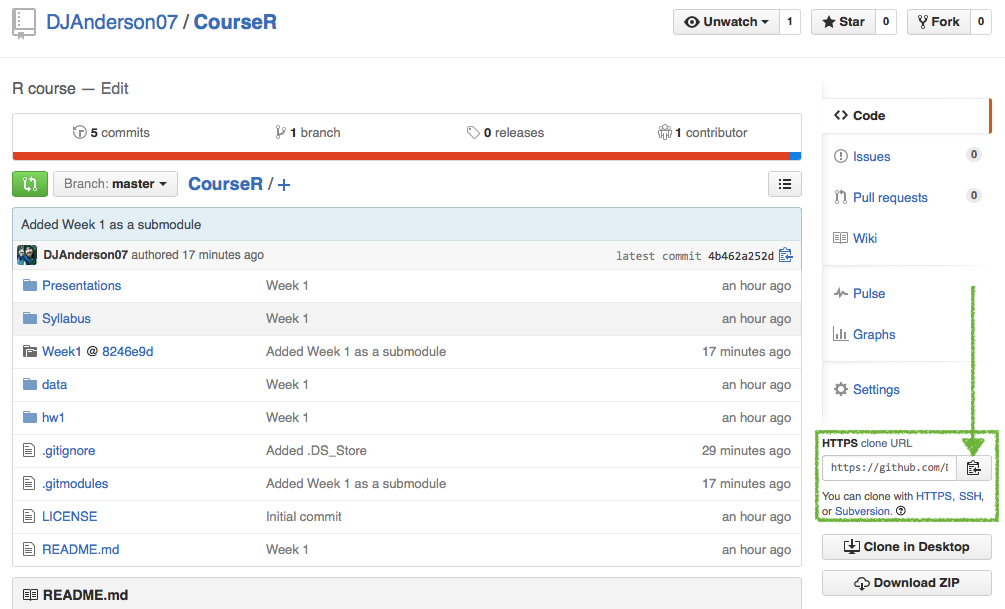 DJAnderson07 / CourseR
Unwatch 1
Star 0
Fork 0
R course — Edit
5 commits
1 branch
0 releases
1 contributor
Branch: master
CourseR / +
Added Week 1 as a submodule
DJAnderson07 authored 17 minutes ago
latest commit 4b462a252d
Presentations Week 1 an hour ago
Syllabus Week 1 an hour ago
Week1 @ 8246e9d Added Week 1 as a submodule 17 minutes ago
data Week 1 an hour ago
hw1 Week 1 an hour ago
.gitignore Added .DS_Store 29 minutes ago
.gitmodules Added Week 1 as a submodule 17 minutes ago
LICENSE Initial commit an hour ago
README.md Week 1 an hour ago
README.md
Code
Issues 0
Pull requests 0
Wiki
Pulse
Graphs
Settings
HTTPS clone URL
https://github.com/
You can clone with HTTPS, SSH,
or Subversion.
Clone in Desktop
Download ZIP